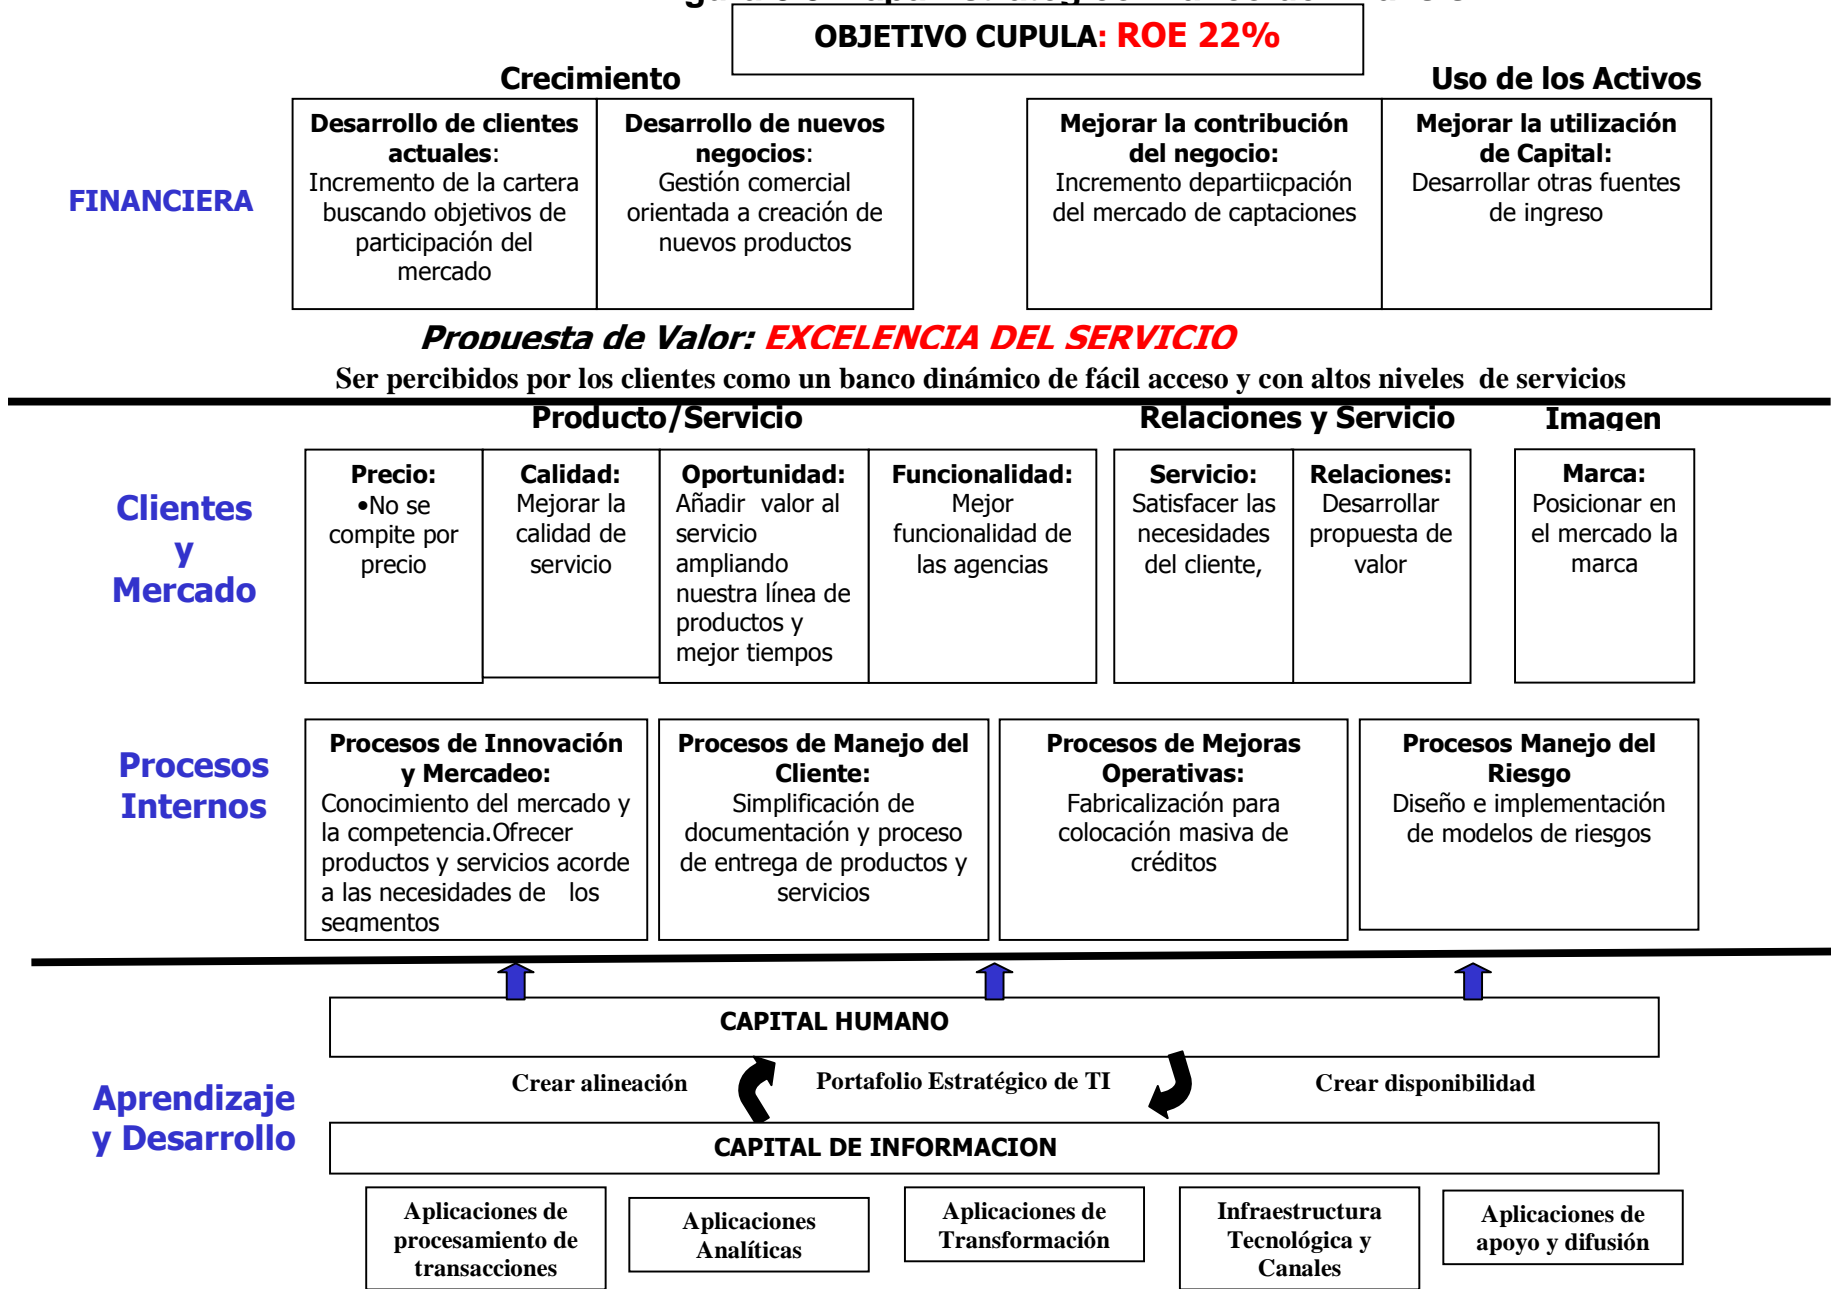 OBJETIVO CUPULA: ROE 22%
Crecimiento
Uso de los Activos
FINANCIERA
Desarrollo de clientes
actuales:
Incremento de la cartera
buscando objetivos de
participación del
mercado
Desarrollo de nuevos
negocios:
Gestión comercial
orientada a creación de
nuevos productos
Mejorar la contribución
del negocio:
Incremento departiicpación
del mercado de captaciones
Mejorar la utilización
de Capital:
Desarrollar otras fuentes
de ingreso
Propuesta de Valor: EXCELENCIA DEL SERVICIO
Ser percibidos por los clientes como un banco dinámico de fácil acceso y con altos niveles de servicios
Producto/Servicio
Relaciones y Servicio
Imagen
Clientes
y
Mercado
Precio:
•No se
compite por
precio
Calidad:
Mejorar la
calidad de
servicio
Oportunidad:
Añadir valor al
servicio
ampliando
nuestra línea de
productos y
mejor tiempos
Funcionalidad:
Mejor
funcionalidad de
las agencias
Servicio:
Satisfacer las
necesidades
del cliente,
Relaciones:
Desarrollar
propuesta de
valor
Marca:
Posicionar en
el mercado la
marca
Procesos
Internos
Procesos de Innovación
y Mercadeo:
Conocimiento del mercado y
la competencia.Ofrecer
productos y servicios acorde
a las necesidades de los
segmentos
Procesos de Manejo del
Cliente:
Simplificación de
documentación y proceso
de entrega de productos y
servicios
Procesos de Mejoras
Operativas:
Fabricalización para
colocación masiva de
créditos
Procesos Manejo del
Riesgo
Diseño e implementación
de modelos de riesgos
Aprendizaje
y Desarrollo
CAPITAL HUMANO
Crear alineación
Portafolio Estratégico de TI
Crear disponibilidad
CAPITAL DE INFORMACION
Aplicaciones de
procesamiento de
transacciones
Aplicaciones
Analíticas
Aplicaciones de
Transformación
Infraestructura
Tecnológica y
Canales
Aplicaciones de
apoyo y difusión